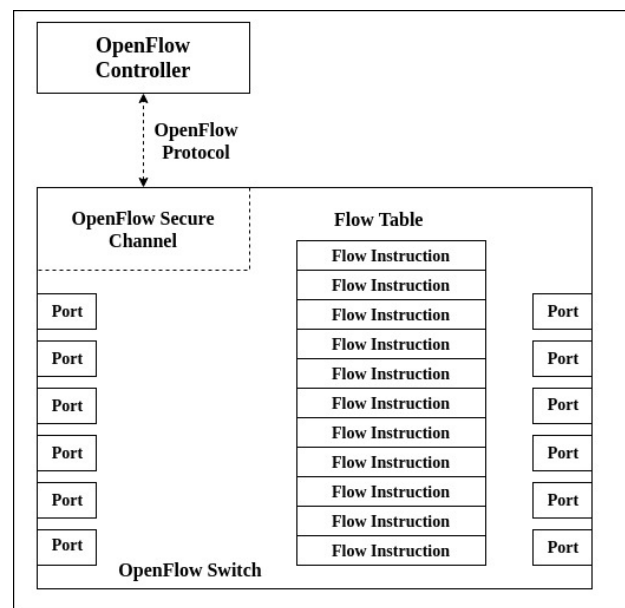 OpenFlow
Controller
OpenFlow
Protocol
OpenFlow Secure
Channel
Flow Table
Flow Instruction
Flow Instruction
Flow Instruction
Flow Instruction
Flow Instruction
Flow Instruction
Flow Instruction
Flow Instruction
Flow Instruction
Flow Instruction
Flow Instruction
Port
Port
Port
Port
Port
Port
Port
Port
Port
Port
Port
Port
OpenFlow Switch